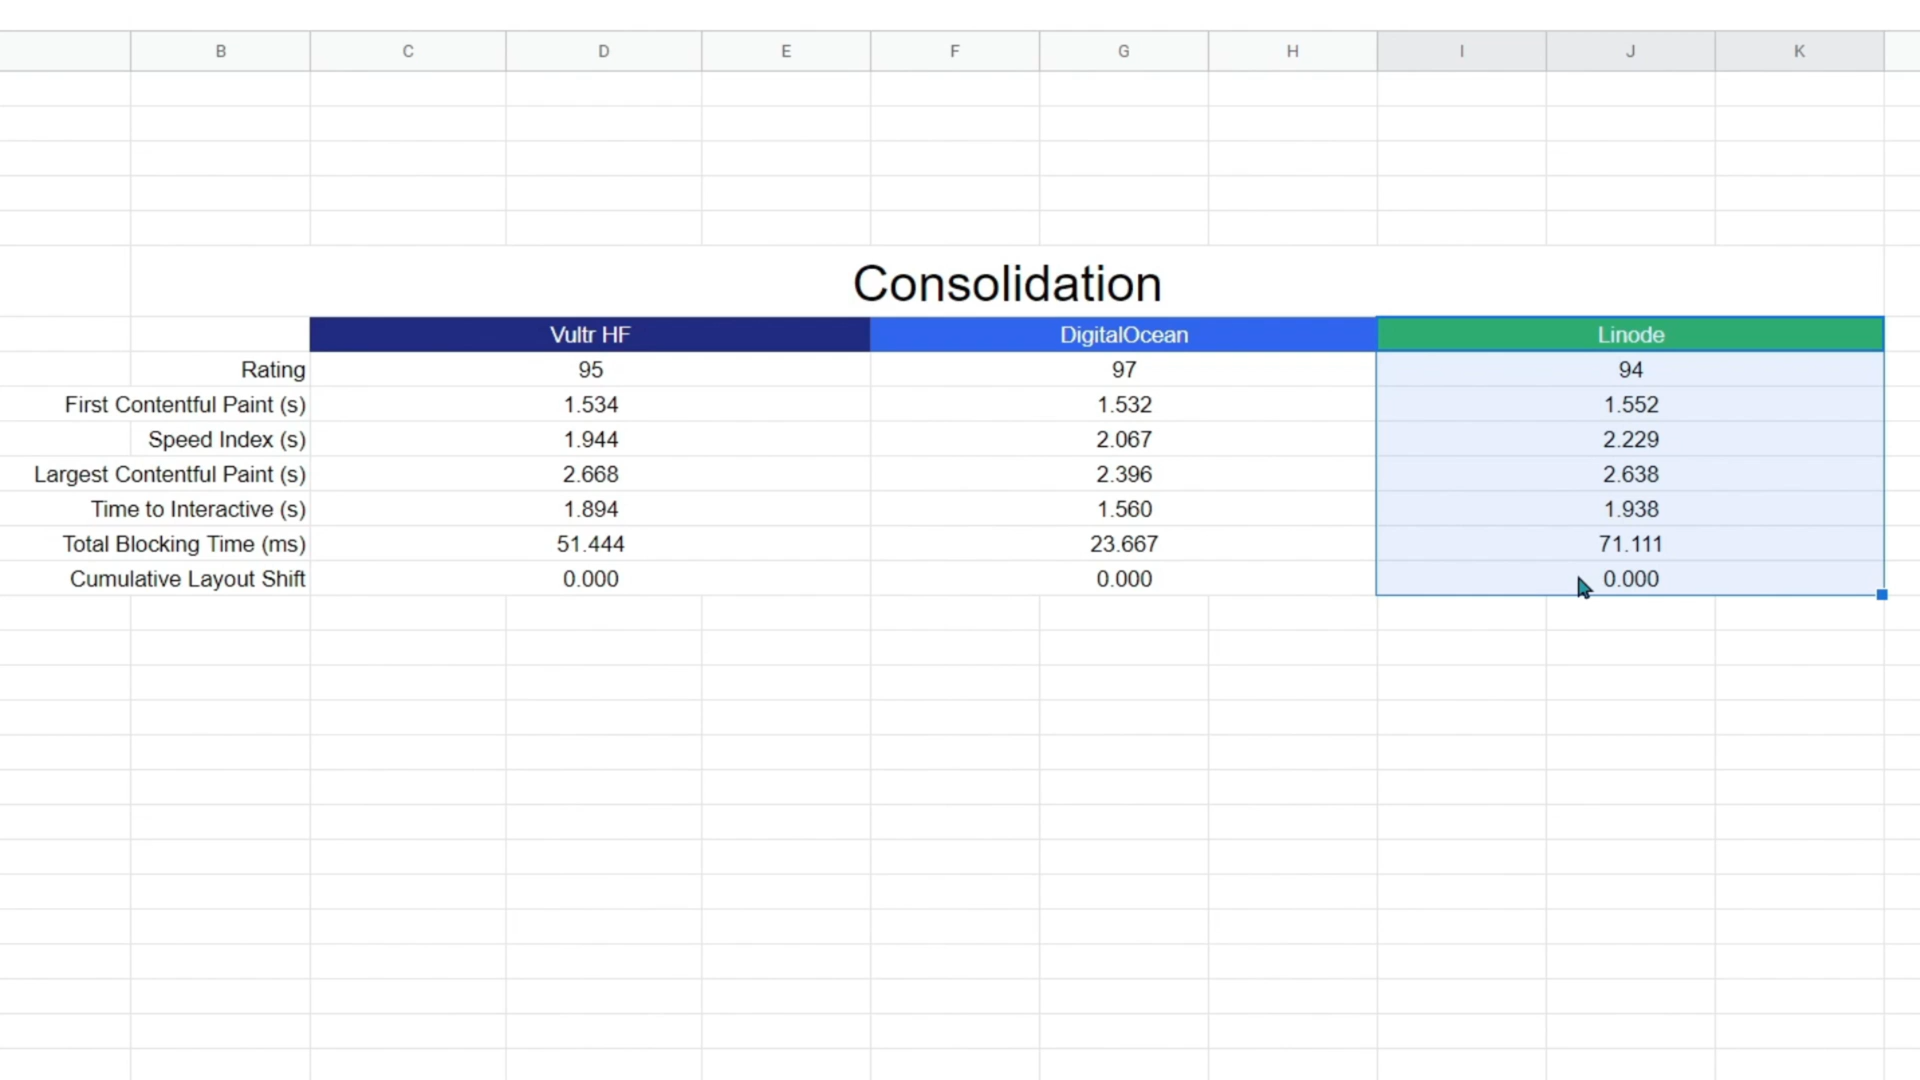 B C D E F G H I J K
Consolidation
Vultr HF DigitalOcean Linode
Rating 95 97 94
First Contentful Paint (s) 1.534 1.532 1.552
Speed Index (s) 1.944 2.067 2.229
Largest Contentful Paint (s) 2.668 2.396 2.638
Time to Interactive (s) 1.894 1.560 1.938
Total Blocking Time (ms) 51.444 23.667 71.111
Cumulative Layout Shift 0.000 0.000 0.000